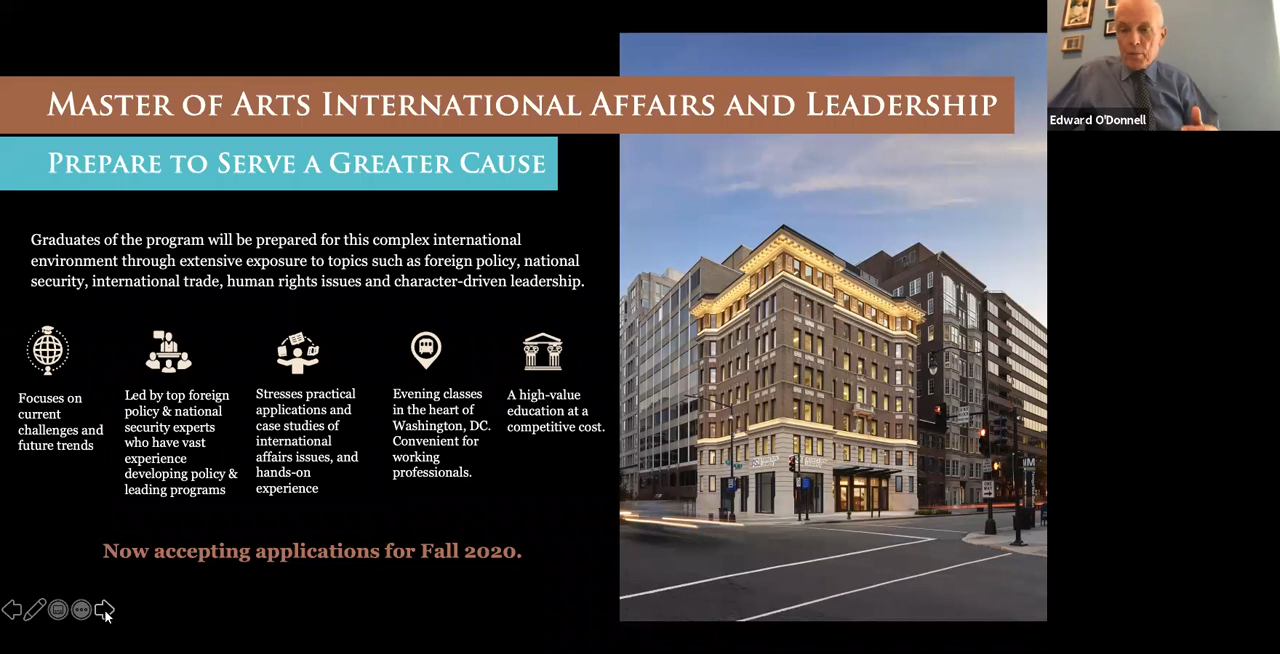 MASTER OF ARTS INTERNATIONAL AFFAIRS AND LEADERSHIP
PREPARE TO SERVE A GREATER CAUSE
Edward O'Donnell
Graduates of the program will be prepared for this complex international
environment through extensive exposure to topics such as foreign policy, national
security, international trade, human rights issues and character-driven leadership.
Focuses on
current
challenges and
future trends
Led by top foreign
policy & national
security experts
who have vast
experience
developing policy &
leading programs
Stresses practical
applications and
case studies of
international
affairs issues, and
hands-on
experience
Evening classes
in the heart of
Washington, DC.
Convenient for
working
professionals.
A high-value
education at a
competitive cost.
Now accepting applications for Fall 2020.
ONE
WAY
M